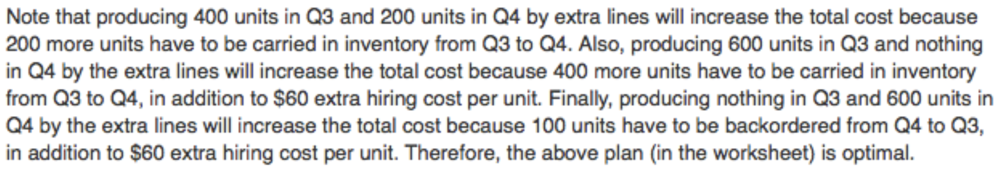 Note that producing 400 units in Q3 and 200 units in Q4 by extra lines will increase the total cost because
200 more units have to be carried in inventory from Q3 to Q4. Also, producing 600 units in Q3 and nothing
in Q4 by the extra lines will increase the total cost because 400 more units have to be carried in inventory
from Q3 to Q4, in addition to $60 extra hiring cost per unit. Finally, producing nothing in Q3 and 600 units in
Q4 by the extra lines will increase the total cost because 100 units have to be backordered from Q4 to Q3,
in addition to $60 extra hiring cost per unit. Therefore, the above plan (in the worksheet) is optimal.